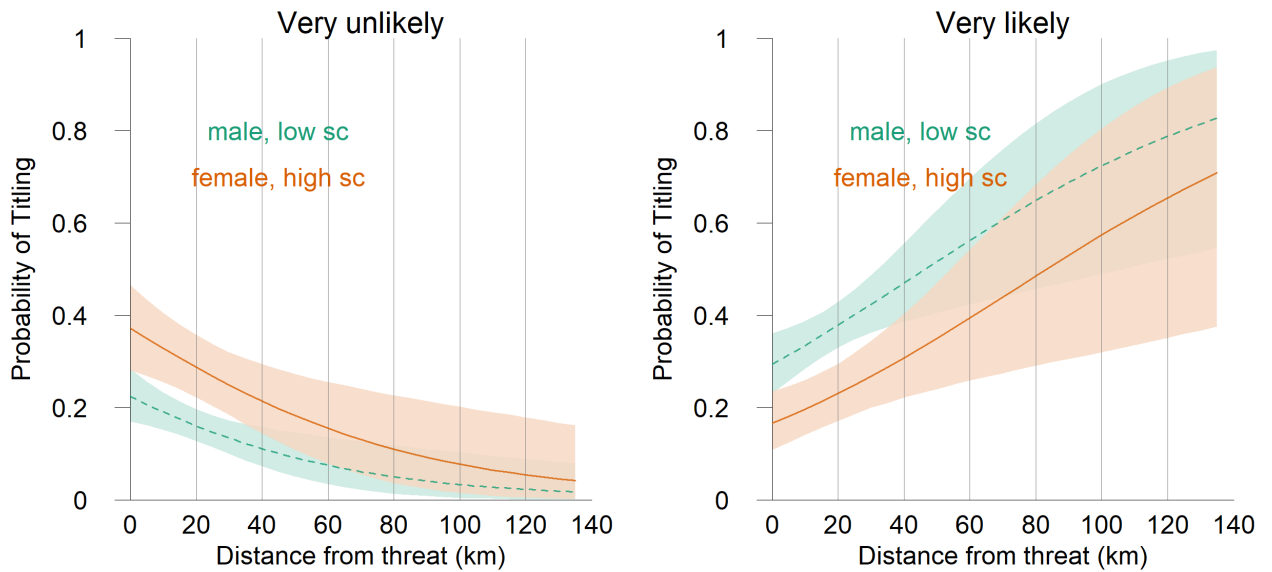 Very unlikely
1
0.8
0.6
0.4
0.2
0
Probability of Titling
male, low sc
female, high sc
0 20 40 60 80 100 120 140
Distance from threat (km)
Very likely
1
0.8
0.6
0.4
0.2
0
Probability of Titling
male, low sc
female, high sc
0 20 40 60 80 100 120 140
Distance from threat (km)